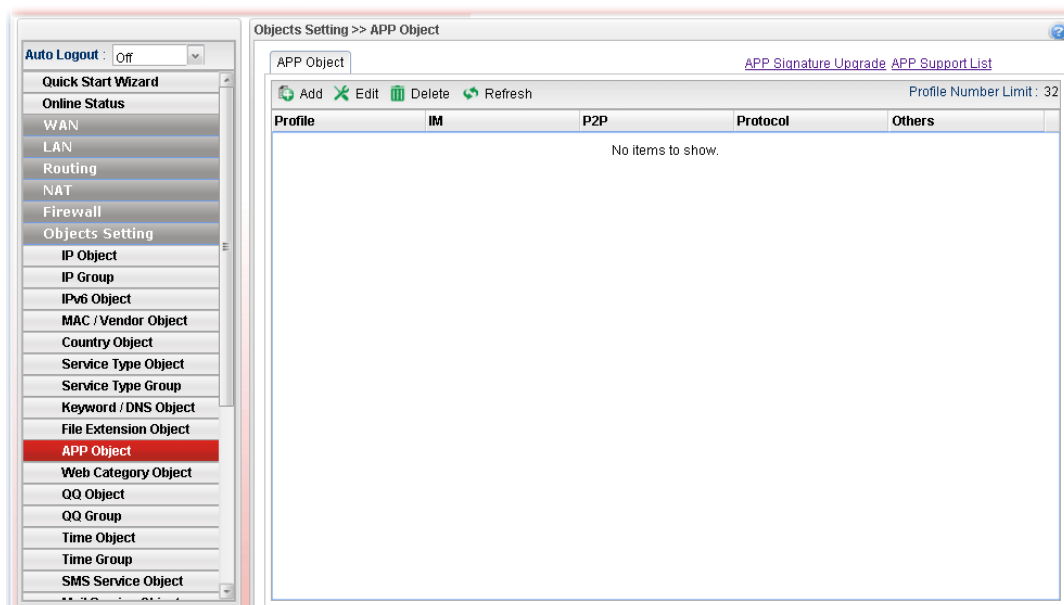 Objects Setting >> APP Object
Auto Logout : Off
Quick Start Wizard
Online Status
WAN
LAN
Routing
NAT
Firewall
Objects Setting
IP Object
IP Group
IPv6 Object
MAC / Vendor Object
Country Object
Service Type Object
Service Type Group
Keyword / DNS Object
File Extension Object
APP Object
Web Category Object
QQ Object
QQ Group
Time Object
Time Group
SMS Service Object
APP Object
APP Signature Upgrade APP Support List
Add Edit Delete Refresh Profile Number Limit : 32
Profile IM P2P Protocol Others
No items to show.